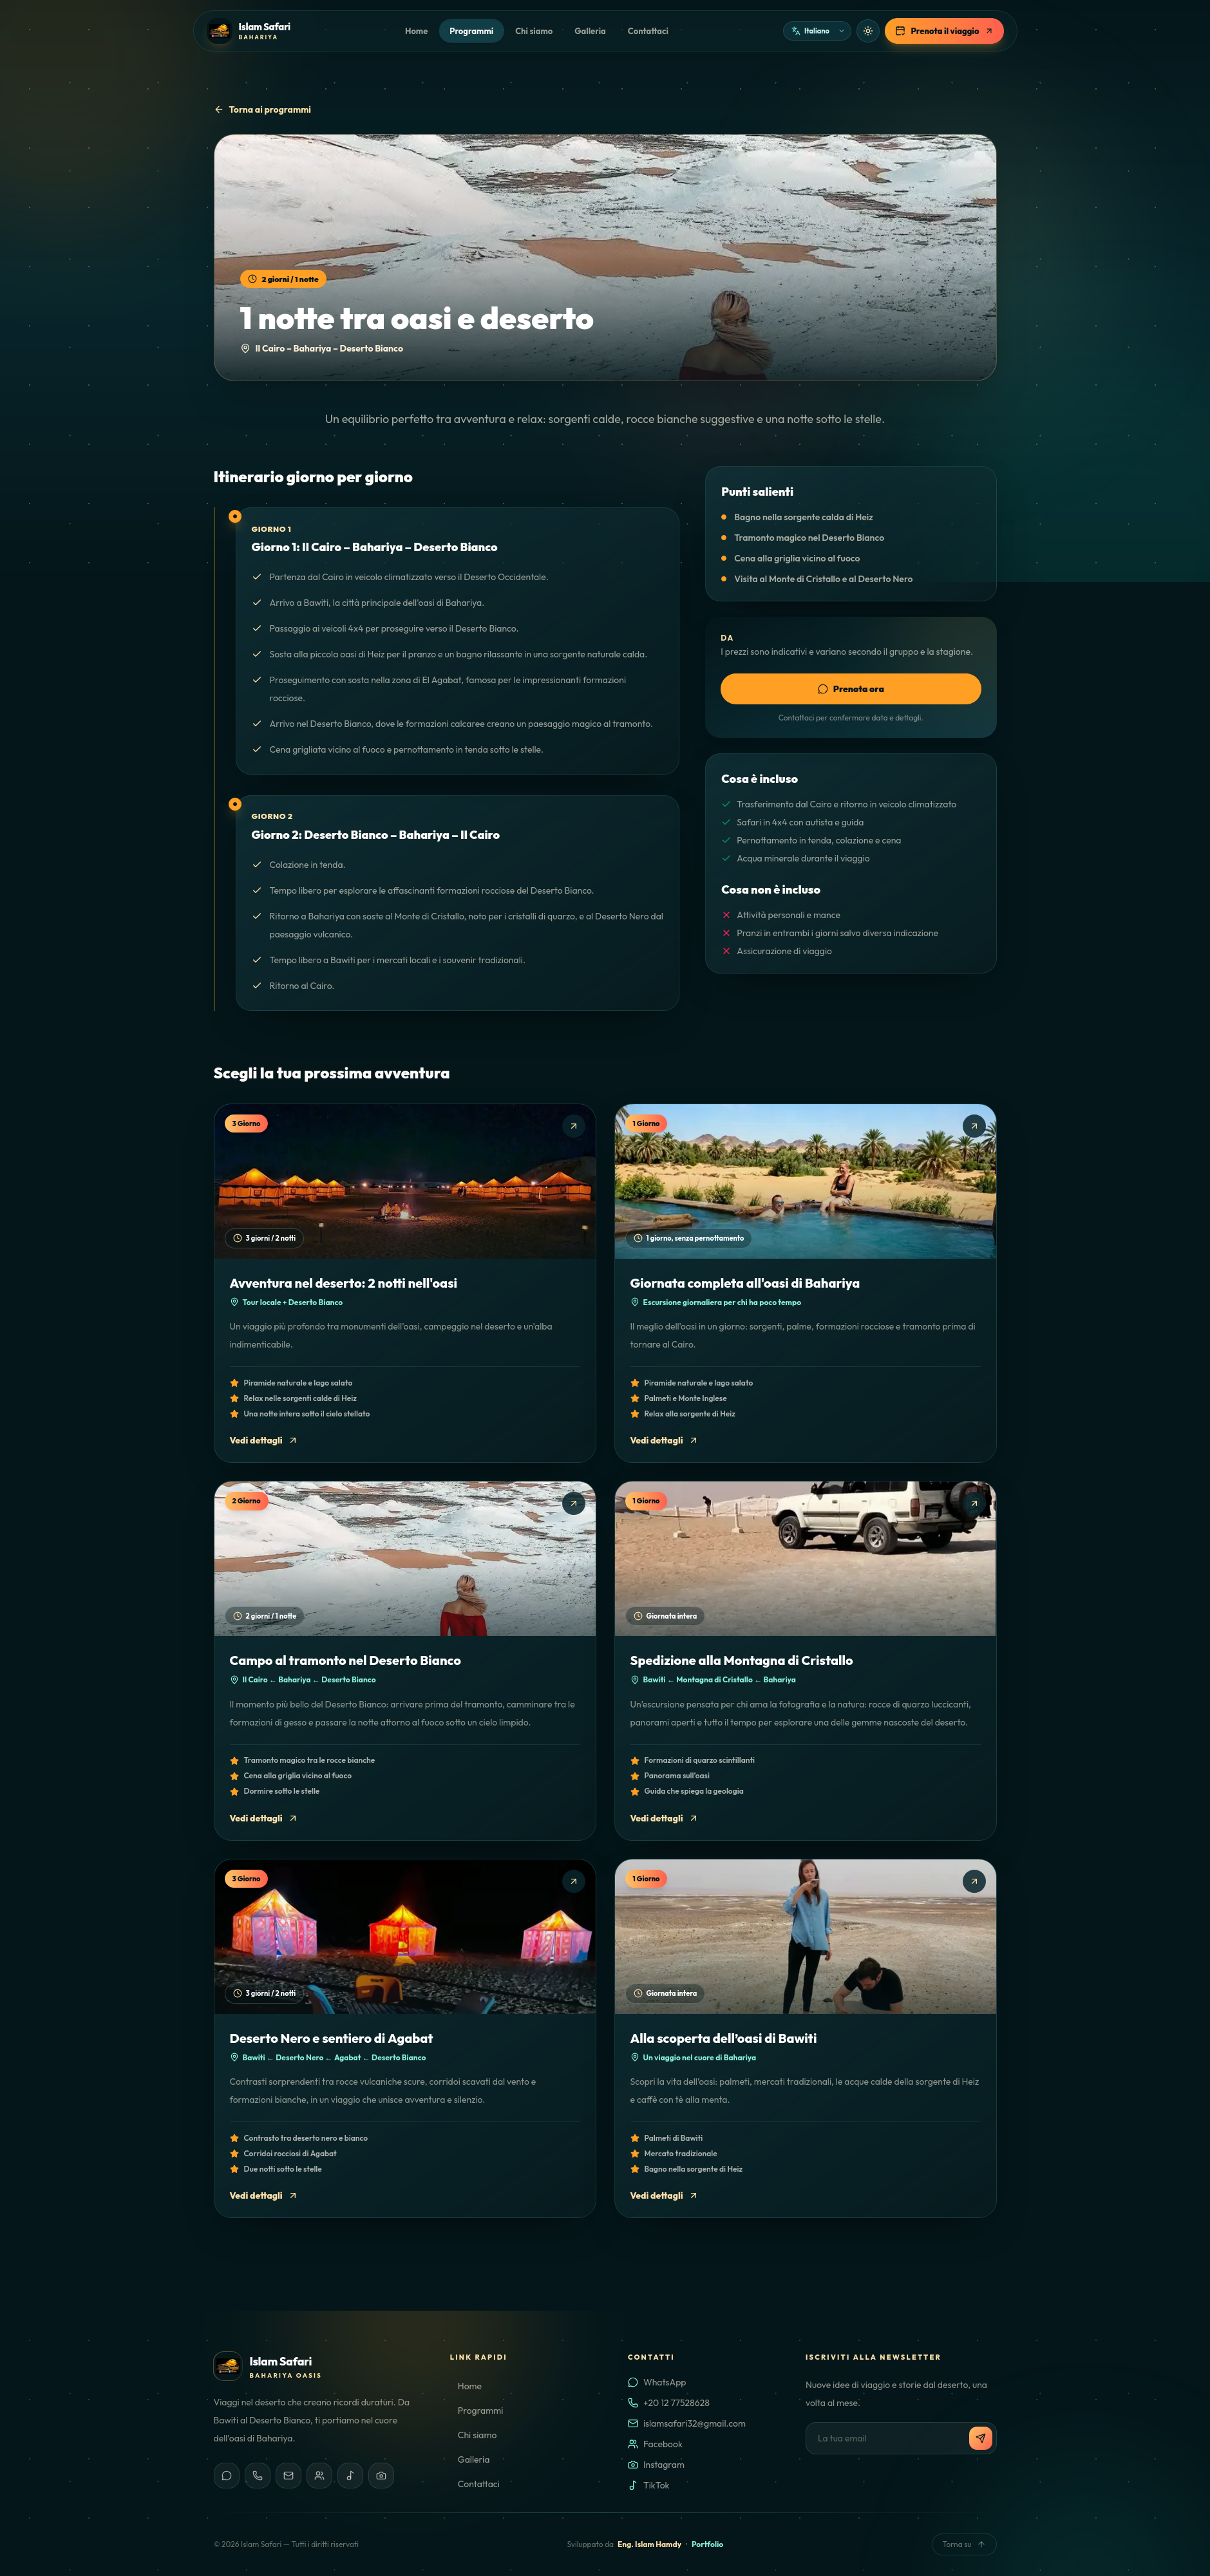 Islam Safari
BAHARIYA
Home
Programmi
Chi siamo
Galleria
Contattaci
Italiano
Prenota il viaggio
Torna ai programmi
2 giorni / 1 notte
1 notte tra oasi e deserto
Il Cairo – Bahariya – Deserto Bianco
Un equilibrio perfetto tra avventura e relax: sorgenti calde, rocce bianche suggestive e una notte sotto le stelle.
Itinerario giorno per giorno
GIORNO 1
Giorno 1: Il Cairo – Bahariya – Deserto Bianco
Partenza dal Cairo in veicolo climatizzato verso il Deserto Occidentale.
Arrivo a Bawiti, la città principale dell'oasi di Bahariya.
Passaggio ai veicoli 4x4 per proseguire verso il Deserto Bianco.
Sosta alla piccola oasi di Heiz per il pranzo e un bagno rilassante in una sorgente naturale calda.
Proseguimento con sosta nella zona di El Agabat, famosa per le impressionanti formazioni
rocciose.
Arrivo nel Deserto Bianco, dove le formazioni calcaree creano un paesaggio magico al tramonto.
Cena grigliata vicino al fuoco e pernottamento in tenda sotto le stelle.
GIORNO 2
Giorno 2: Deserto Bianco – Bahariya – Il Cairo
Colazione in tenda.
Tempo libero per esplorare le affascinanti formazioni rocciose del Deserto Bianco.
Ritorno a Bahariya con soste al Monte di Cristallo, noto per i cristalli di quarzo, e al Deserto Nero dal
paesaggio vulcanico.
Tempo libero a Bawiti per i mercati locali e i souvenir tradizionali.
Ritorno al Cairo.
Punti salienti
Bagno nella sorgente calda di Heiz
Tramonto magico nel Deserto Bianco
Cena alla griglia vicino al fuoco
Visita al Monte di Cristallo e al Deserto Nero
DA
I prezzi sono indicativi e variano secondo il gruppo e la stagione.
Prenota ora
Contattaci per confermare data e dettagli.
Cosa è incluso
Trasferimento dal Cairo e ritorno in veicolo climatizzato
Safari in 4x4 con autista e guida
Pernottamento in tenda, colazione e cena
Acqua minerale durante il viaggio
Cosa non è incluso
Attività personali e mance
Pranzi in entrambi i giorni salvo diversa indicazione
Assicurazione di viaggio
Scegli la tua prossima avventura
3 Giorno
3 giorni / 2 notti
Avventura nel deserto: 2 notti nell'oasi
Tour locale + Deserto Bianco
Un viaggio più profondo tra monumenti dell'oasi, campeggio nel deserto e un'alba
indimenticabile.
Piramide naturale e lago salato
Relax nelle sorgenti calde di Heiz
Una notte intera sotto il cielo stellato
Vedi dettagli
1 Giorno
1 giorno, senza pernottamento
Giornata completa all'oasi di Bahariya
Escursione giornaliera per chi ha poco tempo
Il meglio dell'oasi in un giorno: sorgenti, palme, formazioni rocciose e tramonto prima di
tornare al Cairo.
Piramide naturale e lago salato
Palmeti e Monte Inglese
Relax alla sorgente di Heiz
Vedi dettagli
2 Giorno
2 giorni / 1 notte
Campo al tramonto nel Deserto Bianco
Il Cairo ← Bahariya ← Deserto Bianco
Il momento più bello del Deserto Bianco: arrivare prima del tramonto, camminare tra le
formazioni di gesso e passare la notte attorno al fuoco sotto un cielo limpido.
Tramonto magico tra le rocce bianche
Cena alla griglia vicino al fuoco
Dormire sotto le stelle
Vedi dettagli
1 Giorno
Giornata intera
Spedizione alla Montagna di Cristallo
Bawiti ← Montagna di Cristallo ← Bahariya
Un'escursione pensata per chi ama la fotografia e la natura: rocce di quarzo luccicanti,
panorami aperti e tutto il tempo per esplorare una delle gemme nascoste del deserto.
Formazioni di quarzo scintillanti
Panorama sull'oasi
Guida che spiega la geologia
Vedi dettagli
3 Giorno
3 giorni / 2 notti
Deserto Nero e sentiero di Agabat
Bawiti ← Deserto Nero ← Agabat ← Deserto Bianco
Contrasti sorprendenti tra rocce vulcaniche scure, corridoi scavati dal vento e
formazioni bianche, in un viaggio che unisce avventura e silenzio.
Contrasto tra deserto nero e bianco
Corridoi rocciosi di Agabat
Due notti sotto le stelle
Vedi dettagli
1 Giorno
Giornata intera
Alla scoperta dell'oasi di Bawiti
Un viaggio nel cuore di Bahariya
Scopri la vita dell'oasi: palmeti, mercati tradizionali, le acque calde della sorgente di Heiz
e caffè con tè alla menta.
Palmeti di Bawiti
Mercato tradizionale
Bagno nella sorgente di Heiz
Vedi dettagli
Islam Safari
BAHARIYA OASIS
Viaggi nel deserto che creano ricordi duraturi. Da
Bawiti al Deserto Bianco, ti portiamo nel cuore
dell'oasi di Bahariya.
LINK RAPIDI
Home
Programmi
Chi siamo
Galleria
Contattaci
CONTATTI
WhatsApp
+20 12 77528628
islamsafari32@gmail.com
Facebook
Instagram
TikTok
ISCRIVITI ALLA NEWSLETTER
Nuove idee di viaggio e storie dal deserto, una
volta al mese.
La tua email
© 2026 Islam Safari — Tutti i diritti riservati
Sviluppato da Eng. Islam Hamdy · Portfolio
Torna su